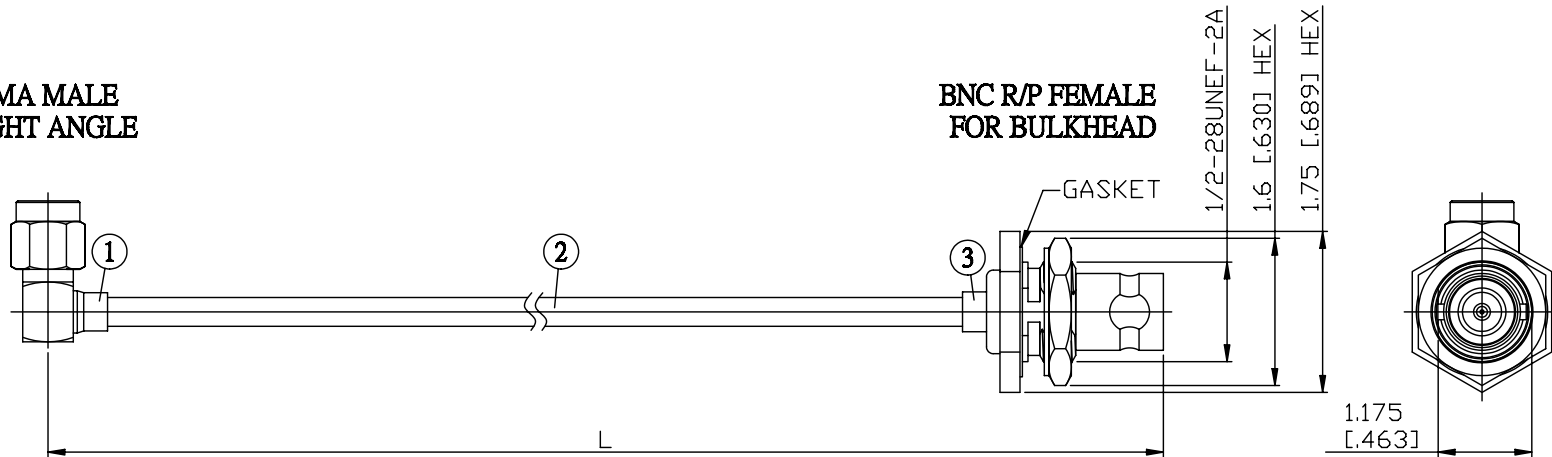 MA MALE
GHT ANGLE
BNC R/P FEMALE
FOR BULKHEAD
GASKET
1/2-28UNEF-2A
1.6 [.630] HEX
1.75 [.689] HEX
1
2
3
L
1.175
[.463]